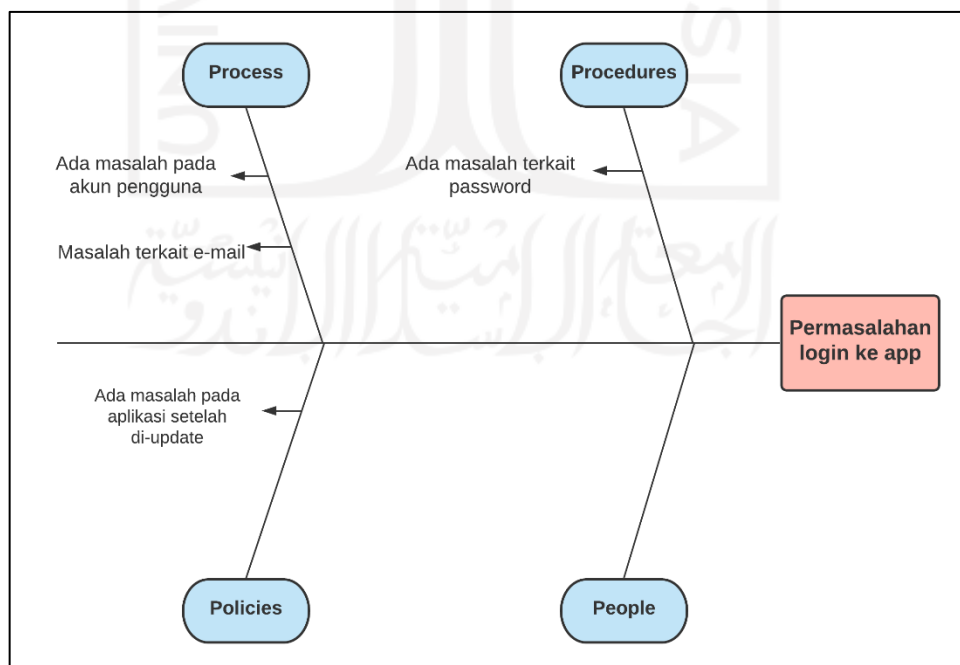 Process
Procedures
Ada masalah pada
akun pengguna
Ada masalah terkait
password
Masalah terkait e-mail
Permasalahan
login ke app
Ada masalah pada
aplikasi setelah
di-update
Policies
People